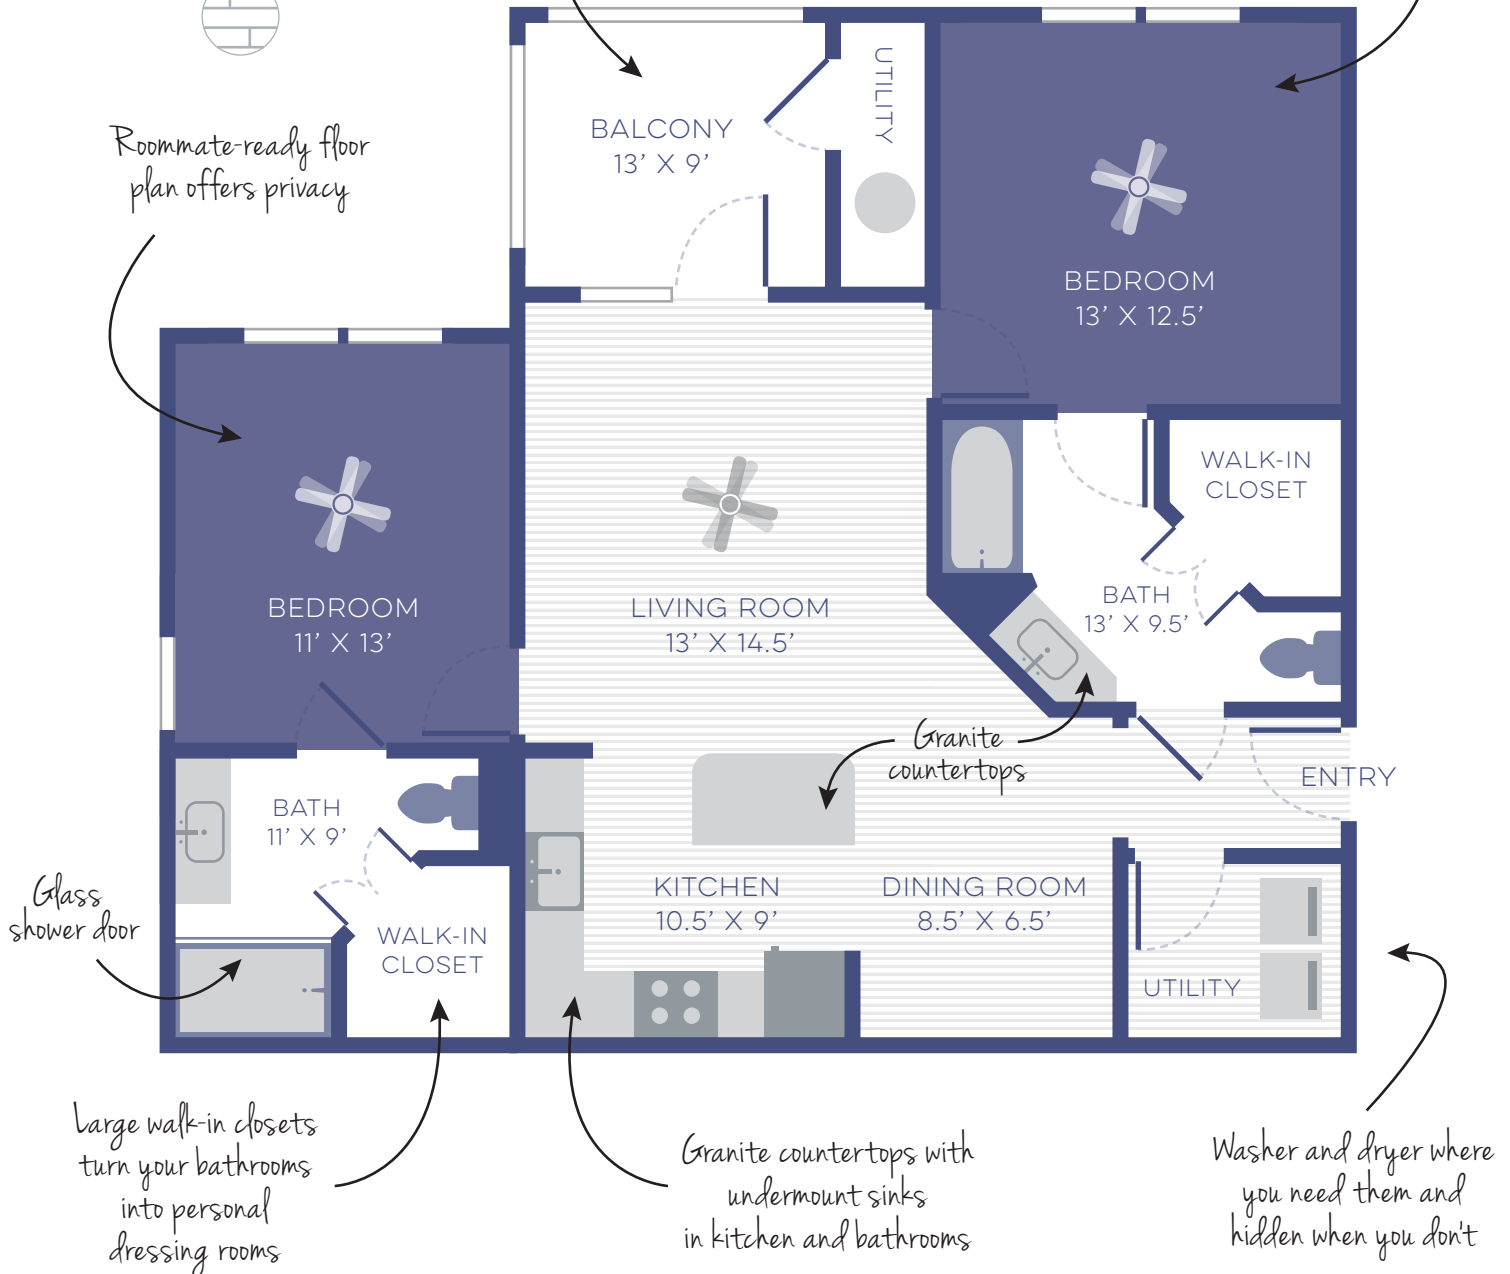 UTILITY
BALCONY
13’ X 9’
Roommate-ready floor
plan offers privacy
BEDROOM
13’ X 12.5’
WALK-IN
CLOSET
BEDROOM
11’ X 13’
LIVING ROOM
13’ X 14.5’
BATH
13’ X 9.5’
Granite
countertops
ENTRY
BATH
11’ X 9’
KITCHEN
10.5’ X 9’
DINING ROOM
8.5’ X 6.5’
Glass
shower door
WALK-IN
CLOSET
UTILITY
Large walk-in closets
turn your bathrooms
into personal
dressing rooms
Granite countertops with
undermount sinks
in kitchen and bathrooms
Washer and dryer where
you need them and
hidden when you don't